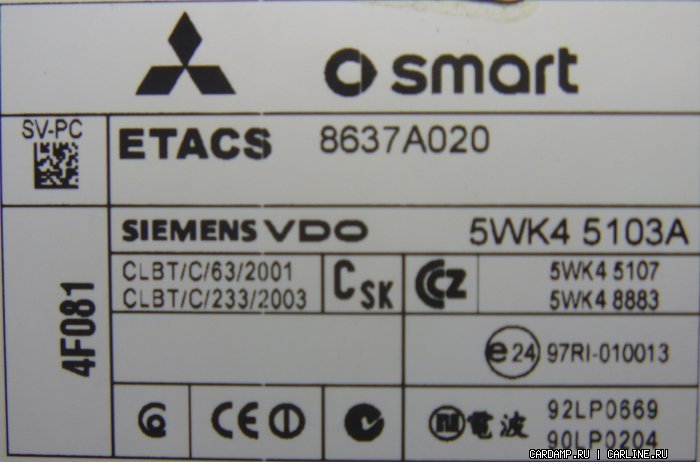 smart
SV-PC
ETACS 8637A020
SIEMENS VDO 5WK4 5103A
4F081
CLBT/C/63/2001
CLBT/C/233/2003
CSK
CCZ
5WK4 5107
5WK4 8883
e24 97RI-010013
CE
電波
92LP0669
90LP0204
CARDAMP.RU | CARLINE.RU